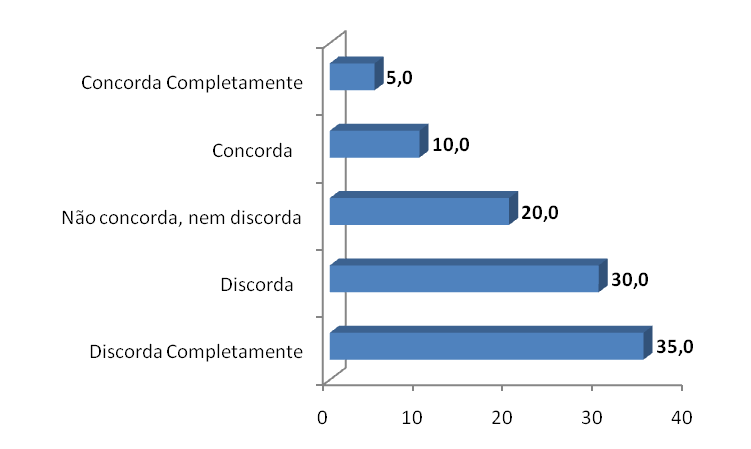 Concorda Completamente 5,0
Concorda 10,0
Não concorda, nem discorda 20,0
Discorda 30,0
Discorda Completamente 35,0
0 10 20 30 40